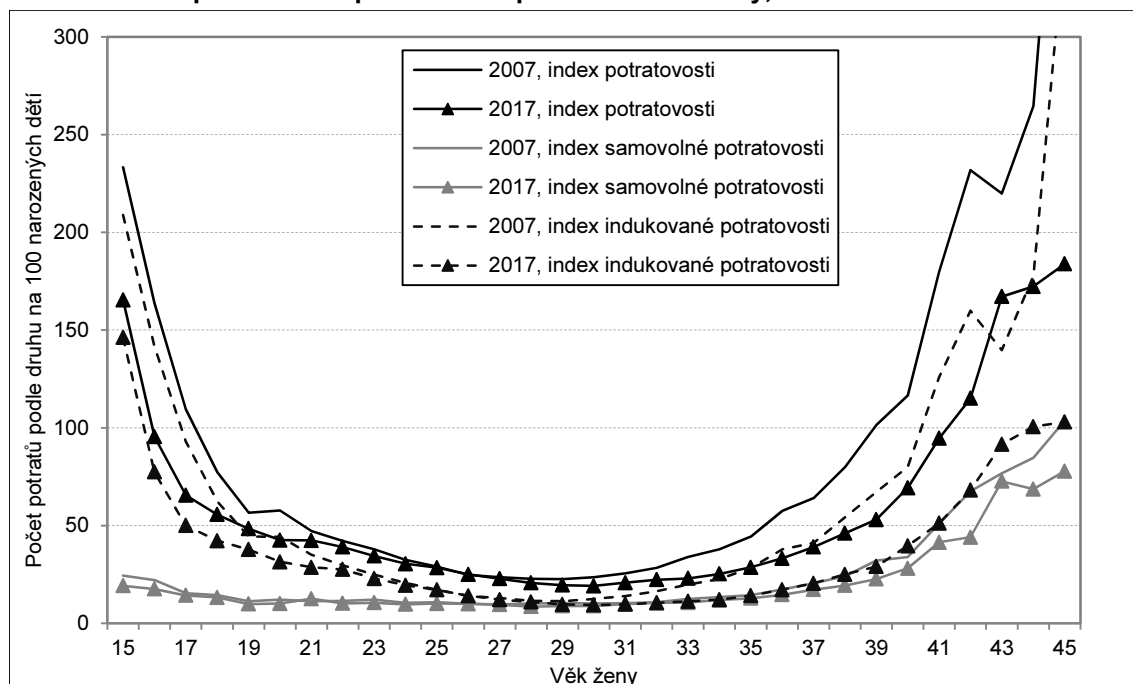 Počet potratů podle druhu na 100 narozených dětí
300
250
200
150
100
50
0
2007, index potratovosti
2017, index potratovosti
2007, index samovolné potratovosti
2017, index samovolné potratovosti
2007, index indukované potratovosti
2017, index indukované potratovosti
15 17 19 21 23 25 27 29 31 33 35 37 39 41 43 45
Věk ženy